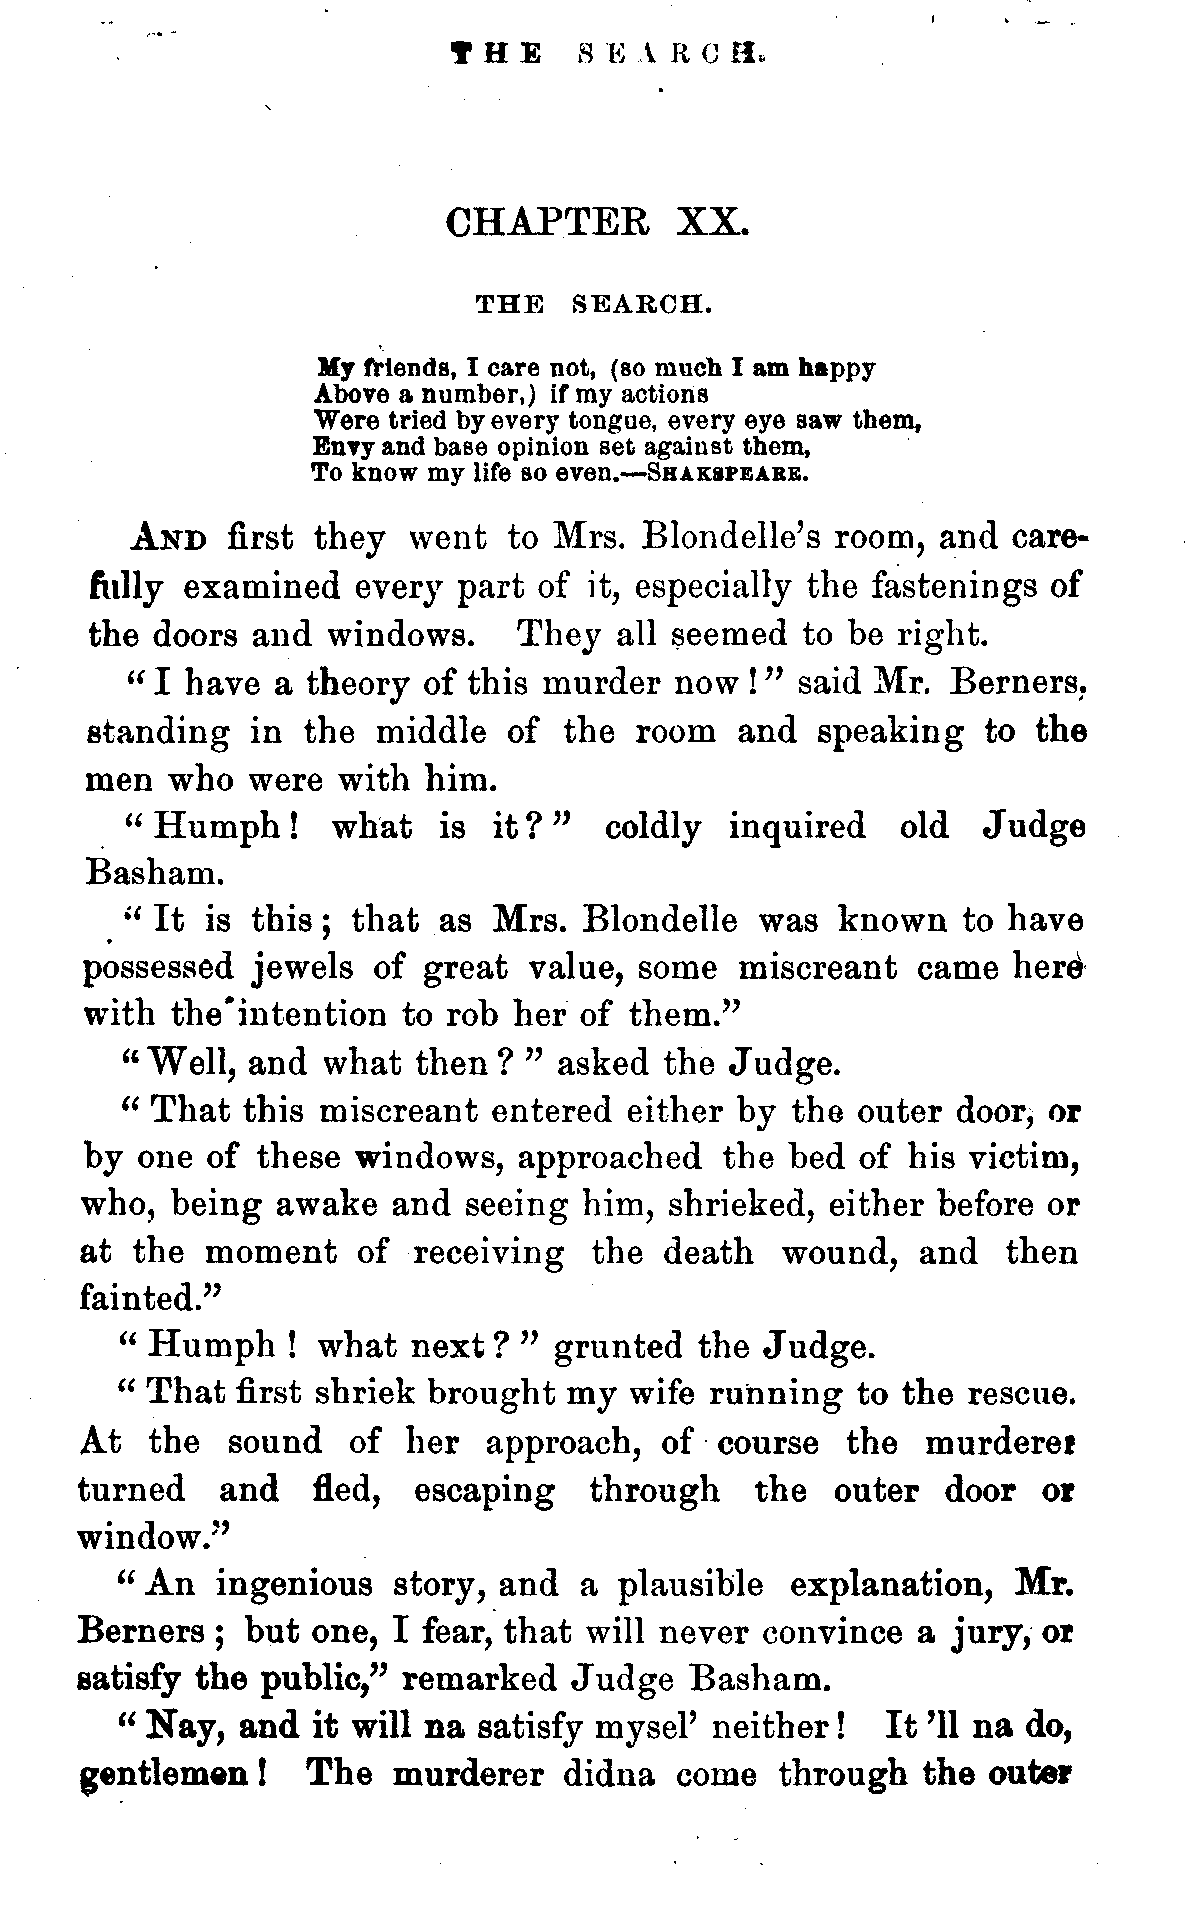 THE SEARCH.
CHAPTER XX.
THE SEARCH.
My friends, I care not, (so much I am happy
Above a number,) if my actions
Were tried by every tongue, every eye saw them,
Envy and base opinion set against them,
To know my life so even.—SHAKSPEARE.
AND first they went to Mrs. Blondelle's room, and care-
fully examined every part of it, especially the fastenings of
the doors and windows. They all seemed to be right.
"I have a theory of this murder now!" said Mr. Berners,
standing in the middle of the room and speaking to the
men who were with him.
"Humph! what is it?" coldly inquired old Judge
Basham.
"It is this; that as Mrs. Blondelle was known to have
possessed jewels of great value, some miscreant came here
with the intention to rob her of them."
"Well, and what then?" asked the Judge.
"That this miscreant entered either by the outer door, or
by one of these windows, approached the bed of his victim,
who, being awake and seeing him, shrieked, either before or
at the moment of receiving the death wound, and then
fainted."
"Humph! what next?" grunted the Judge.
"That first shriek brought my wife running to the rescue.
At the sound of her approach, of course the murderer
turned and fled, escaping through the outer door or
window."
"An ingenious story, and a plausible explanation, Mr.
Berners; but one, I fear, that will never convince a jury, or
satisfy the public," remarked Judge Basham.
"Nay, and it will na satisfy mysel' neither! It 'll na do,
gentlemen! The murderer didna come through the outer